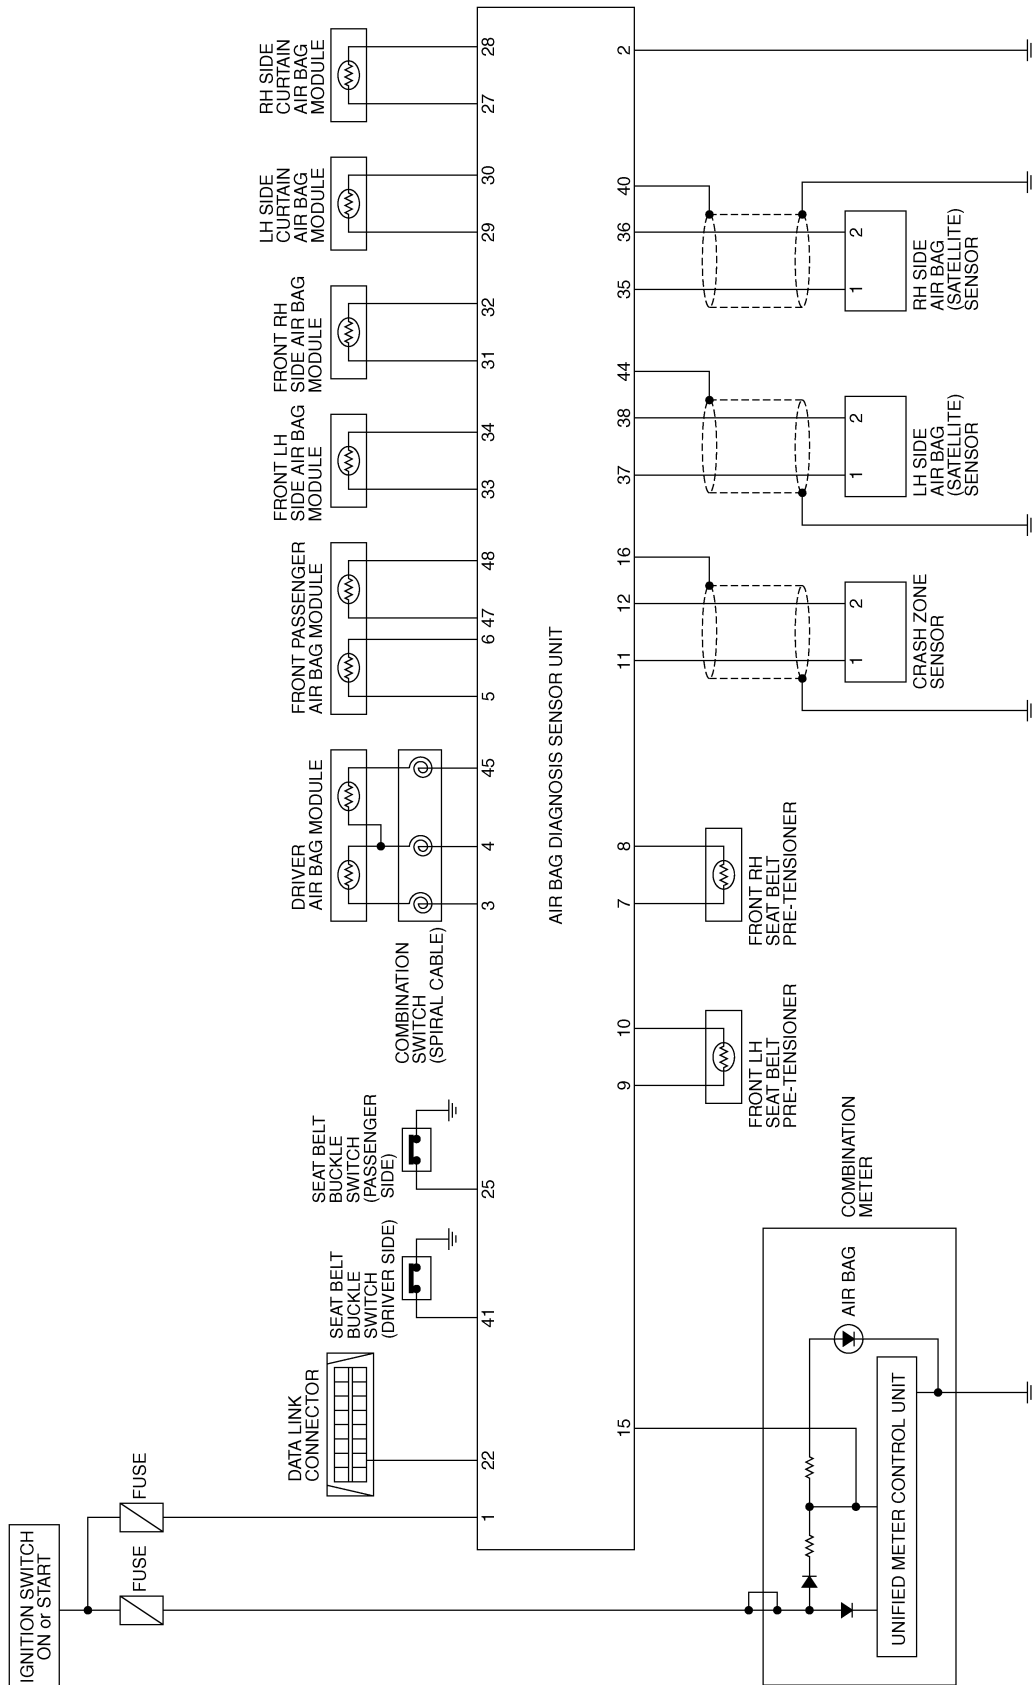 IGNITION SWITCH
ON or START
FUSE
FUSE
DATA LINK
CONNECTOR
SEAT BELT
BUCKLE
SWITCH
(DRIVER SIDE)
SEAT BELT
BUCKLE
SWITCH
(PASSENGER
SIDE)
COMBINATION
SWITCH
(SPIRAL CABLE)
DRIVER
AIR BAG MODULE
FRONT PASSENGER
AIR BAG MODULE
FRONT LH
SIDE AIR BAG
MODULE
FRONT RH
SIDE AIR BAG
MODULE
LH SIDE
CURTAIN
AIR BAG
MODULE
RH SIDE
CURTAIN
AIR BAG
MODULE
1
22
41
25
3
4
45
5
6
47
48
33
34
31
32
29
30
27
28
AIR BAG DIAGNOSIS SENSOR UNIT
15
9
10
7
8
11
12
16
37
38
44
35
36
40
2
FRONT LH
SEAT BELT
PRE-TENSIONER
FRONT RH
SEAT BELT
PRE-TENSIONER
1
2
CRASH ZONE
SENSOR
1
2
LH SIDE
AIR BAG
(SATELLITE)
SENSOR
1
2
RH SIDE
AIR BAG
(SATELLITE)
SENSOR
COMBINATION
METER
AIR BAG
UNIFIED METER CONTROL UNIT